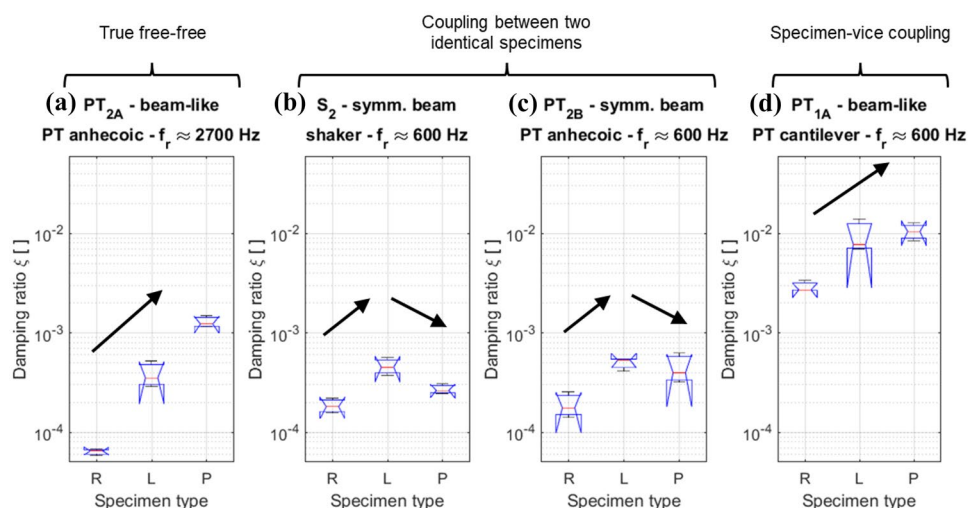 True free-free
Coupling between two
identical specimens
Specimen-vice coupling
(a) PT2A - beam-like
PT anhecoic - fr ≈ 2700 Hz
Damping ratio ξ [ ]
10-2
10-3
10-4
R L P
Specimen type
(b) S2 - symm. beam
shaker - fr ≈ 600 Hz
Damping ratio ξ [ ]
10-2
10-3
10-4
R L P
Specimen type
(c) PT2B - symm. beam
PT anhecoic - fr ≈ 600 Hz
Damping ratio ξ [ ]
10-2
10-3
10-4
R L P
Specimen type
(d) PT1A - beam-like
PT cantilever - fr ≈ 600 Hz
Damping ratio ξ [ ]
10-2
10-3
10-4
R L P
Specimen type